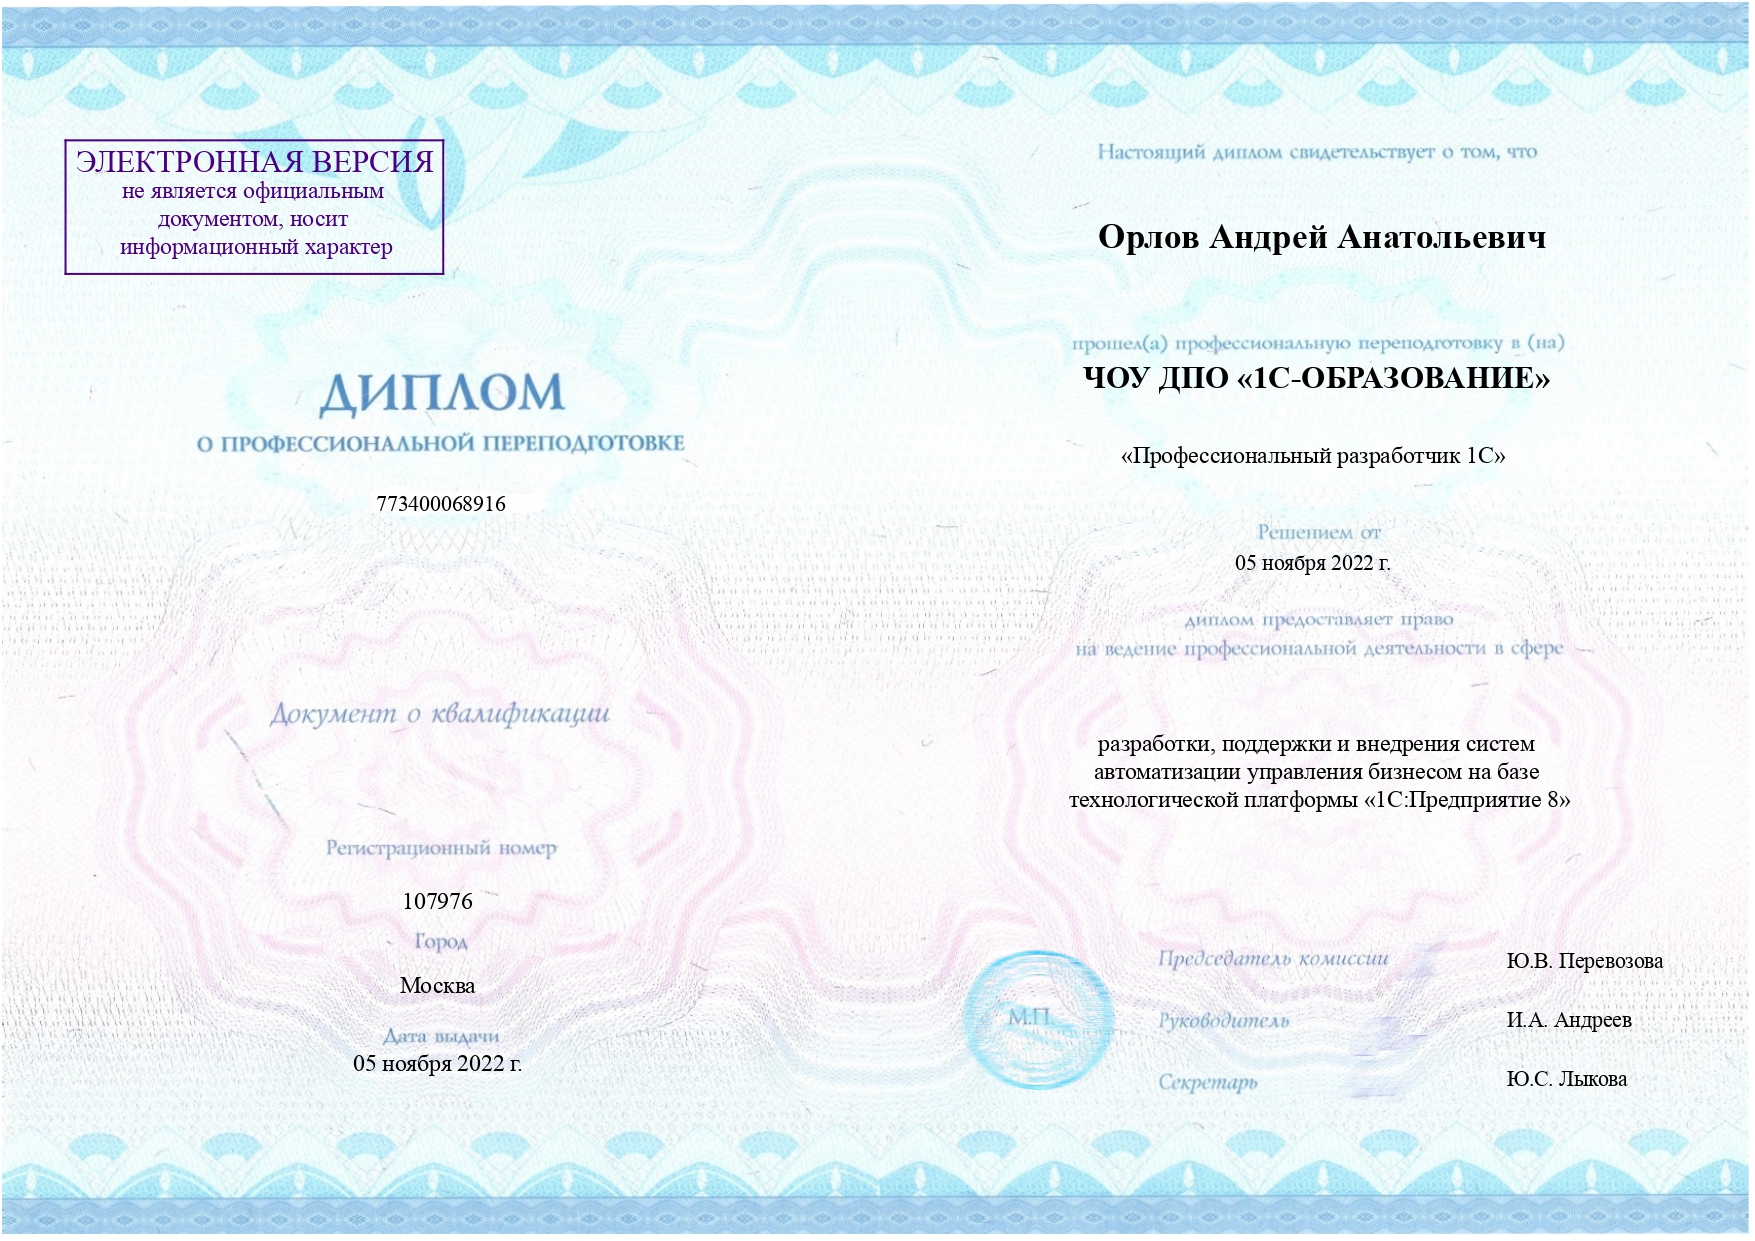 ЭЛЕКТРОННАЯ ВЕРСИЯ
не является официальным
документом, носит
информационный характер
ДИПЛОМ
О ПРОФЕССИОНАЛЬНОЙ ПЕРЕПОДГОТОВКЕ
773400068916
Документ о квалификации
Регистрационный номер
107976
Город
Москва
Дата выдачи
05 ноября 2022 г.
Настоящий диплом свидетельствует о том, что
Орлов Андрей Анатольевич
прошел(а) профессиональную переподготовку в (на)
ЧОУ ДПО «1С-ОБРАЗОВАНИЕ»
«Профессиональный разработчик 1С»
Решением от
05 ноября 2022 г.
диплом предоставляет право
на ведение профессиональной деятельности в сфере
разработки, поддержки и внедрения систем
автоматизации управления бизнесом на базе
технологической платформы «1С:Предприятие 8»
Председатель комиссии Ю.В. Перевозова
М.П. Руководитель И.А. Андреев
Секретарь Ю.С. Лыкова